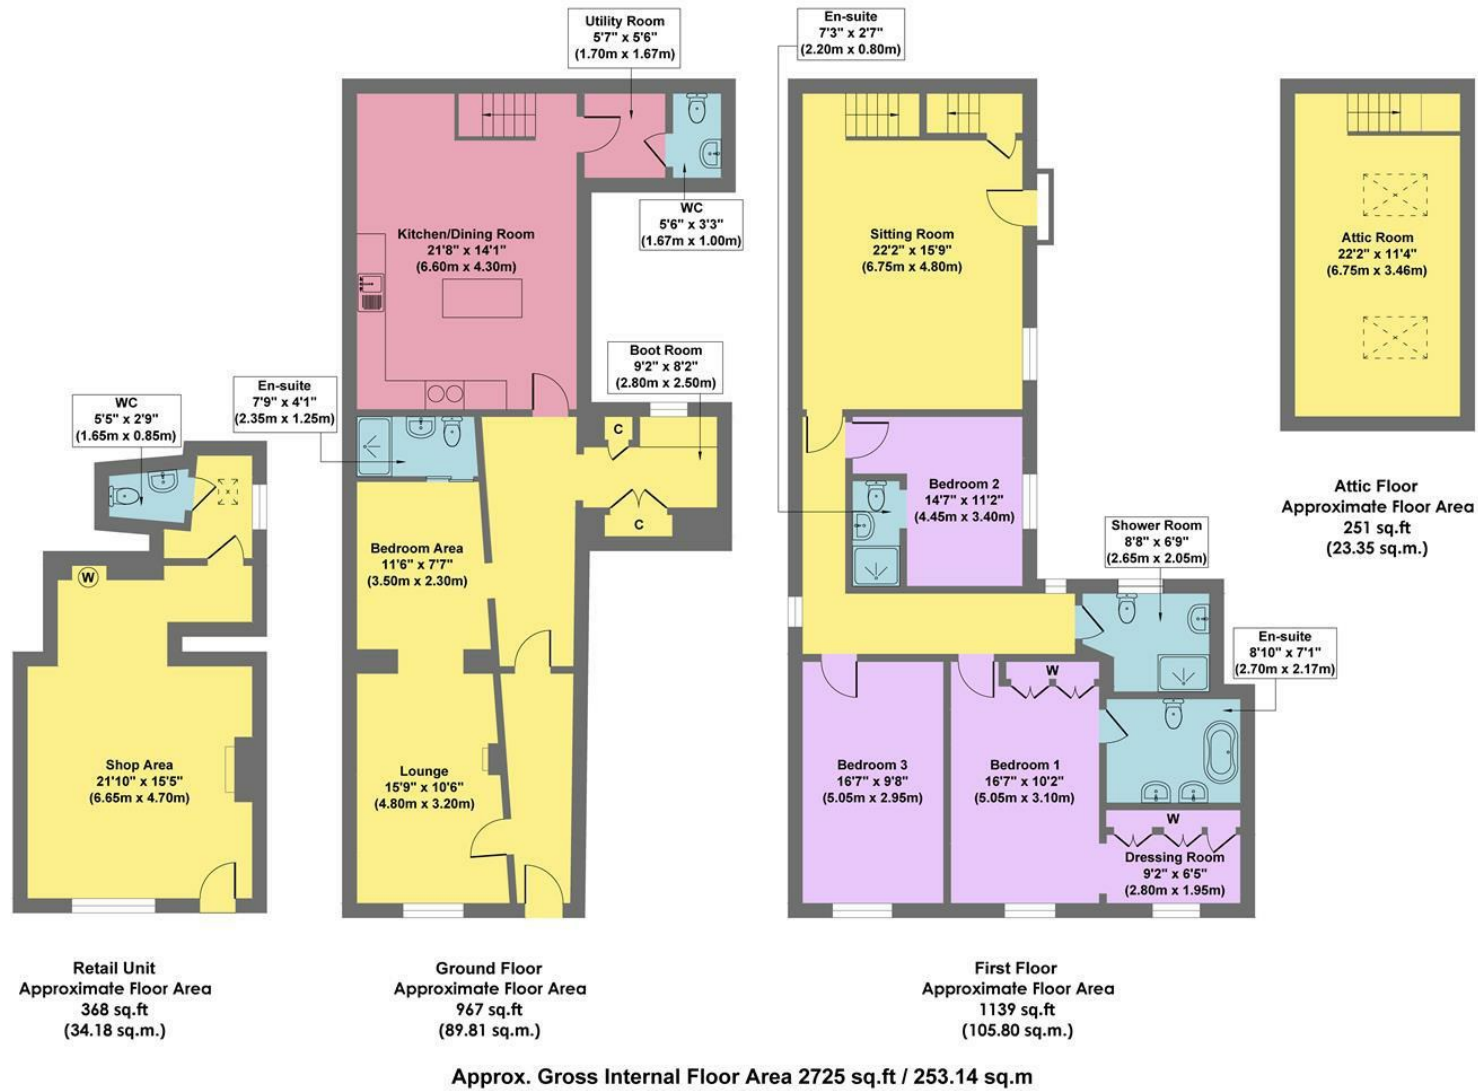 Utility Room
5'7" x 5'6"
(1.70m x 1.67m)
En-suite
7'3" x 2'7"
(2.20m x 0.80m)
WC
5'6" x 3'3"
(1.67m x 1.00m)
Kitchen/Dining Room
21'8" x 14'1"
(6.60m x 4.30m)
Sitting Room
22'2" x 15'9"
(6.75m x 4.80m)
Attic Room
22'2" x 11'4"
(6.75m x 3.46m)
Boot Room
9'2" x 8'2"
(2.80m x 2.50m)
En-suite
7'9" x 4'1"
(2.35m x 1.25m)
WC
5'5" x 2'9"
(1.65m x 0.85m)
C
C
Bedroom 2
14'7" x 11'2"
(4.45m x 3.40m)
Attic Floor
Approximate Floor Area
251 sq.ft
(23.35 sq.m.)
Shower Room
8'8" x 6'9"
(2.65m x 2.05m)
Bedroom Area
11'6" x 7'7"
(3.50m x 2.30m)
W
En-suite
8'10" x 7'1"
(2.70m x 2.17m)
W
Shop Area
21'10" x 15'5"
(6.65m x 4.70m)
Lounge
15'9" x 10'6"
(4.80m x 3.20m)
Bedroom 3
16'7" x 9'8"
(5.05m x 2.95m)
Bedroom 1
16'7" x 10'2"
(5.05m x 3.10m)
W
Dressing Room
9'2" x 6'5"
(2.80m x 1.95m)
Retail Unit
Approximate Floor Area
368 sq.ft
(34.18 sq.m.)
Ground Floor
Approximate Floor Area
967 sq.ft
(89.81 sq.m.)
First Floor
Approximate Floor Area
1139 sq.ft
(105.80 sq.m.)
Approx. Gross Internal Floor Area 2725 sq.ft / 253.14 sq.m